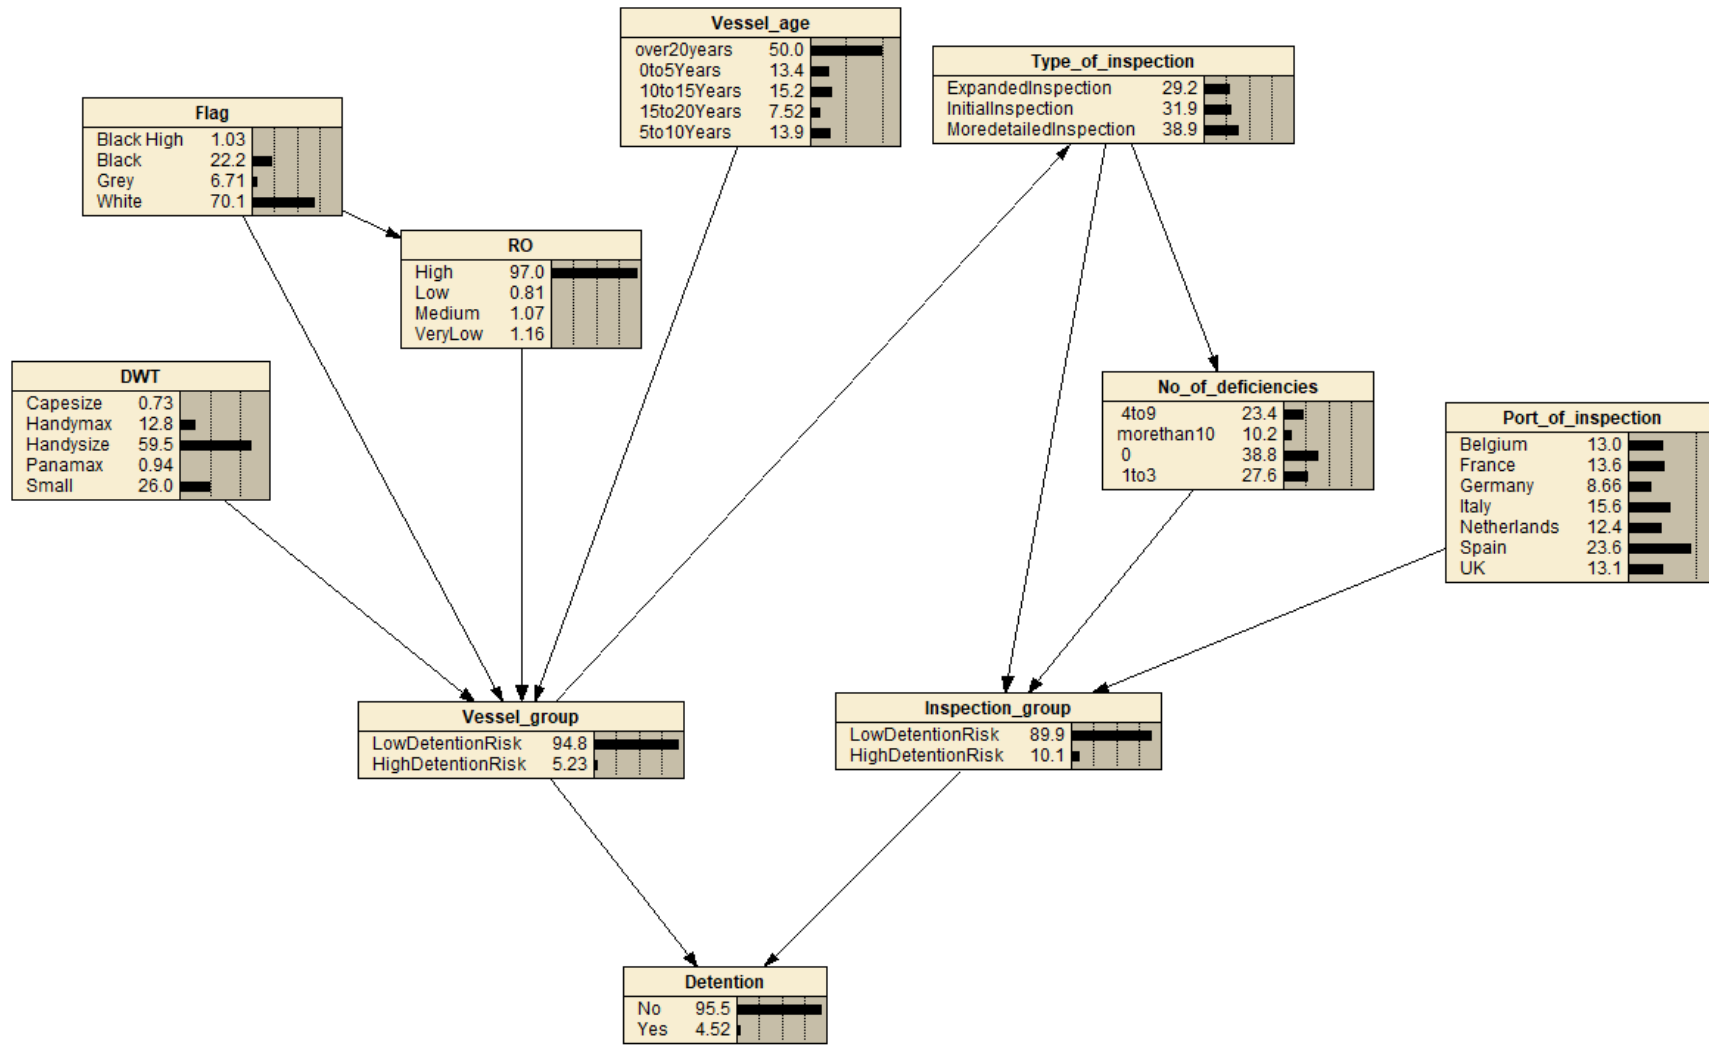 Vessel_age
over20years 50.0
0to5Years 13.4
10to15Years 15.2
15to20Years 7.52
5to10Years 13.9
Type_of_inspection
ExpandedInspection 29.2
InitialInspection 31.9
MoredetailedInspection 38.9
Flag
Black High 1.03
Black 22.2
Grey 6.71
White 70.1
RO
High 97.0
Low 0.81
Medium 1.07
VeryLow 1.16
DWT
Capesize 0.73
Handymax 12.8
Handysize 59.5
Panamax 0.94
Small 26.0
No_of_deficiencies
4to9 23.4
morethan10 10.2
0 38.8
1to3 27.6
Port_of_inspection
Belgium 13.0
France 13.6
Germany 8.66
Italy 15.6
Netherlands 12.4
Spain 23.6
UK 13.1
Vessel_group
LowDetentionRisk 94.8
HighDetentionRisk 5.23
Inspection_group
LowDetentionRisk 89.9
HighDetentionRisk 10.1
Detention
No 95.5
Yes 4.52